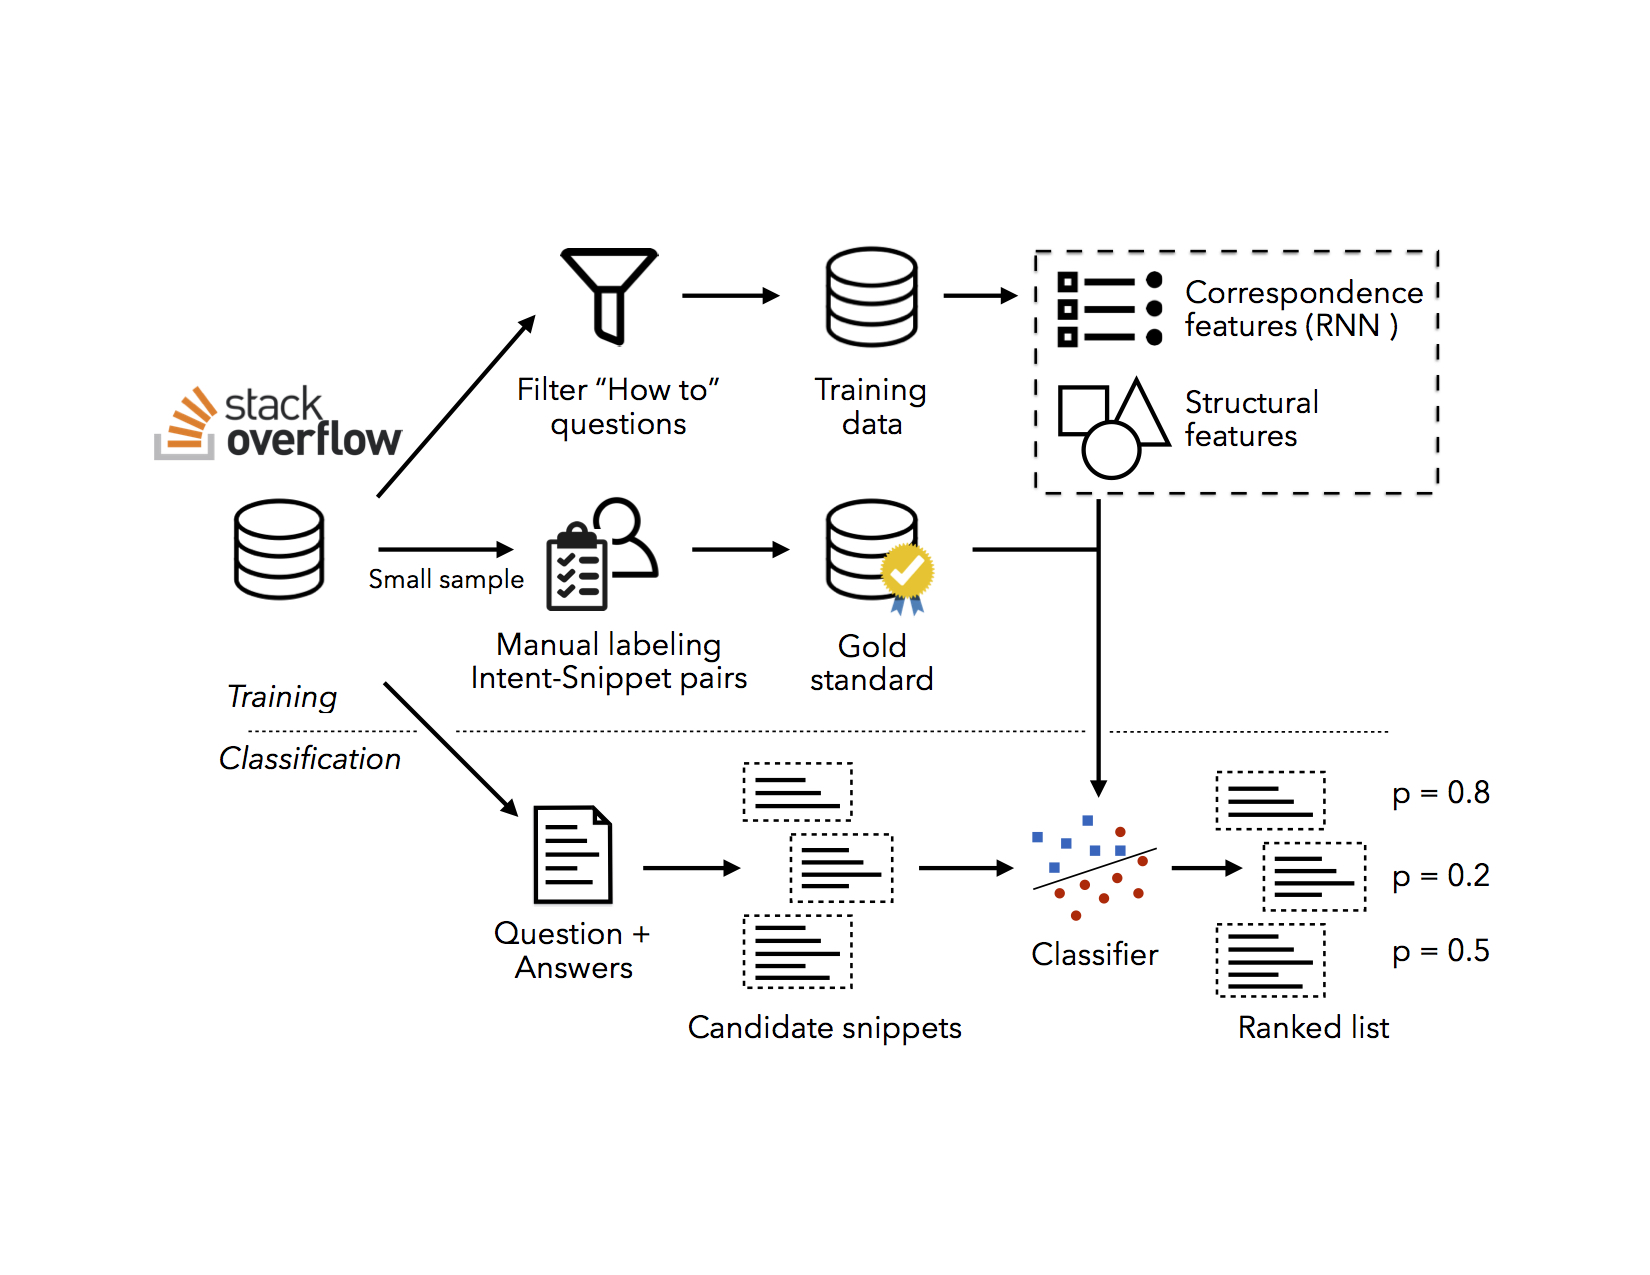 stack
overflow
Filter “How to”
questions
Training
data
Correspondence
features (RNN )
Structural
features
Small sample
Manual labeling
Intent-Snippet pairs
Gold
standard
Training
Classification
Question +
Answers
Candidate snippets
Classifier
p = 0.8
p = 0.2
p = 0.5
Ranked list